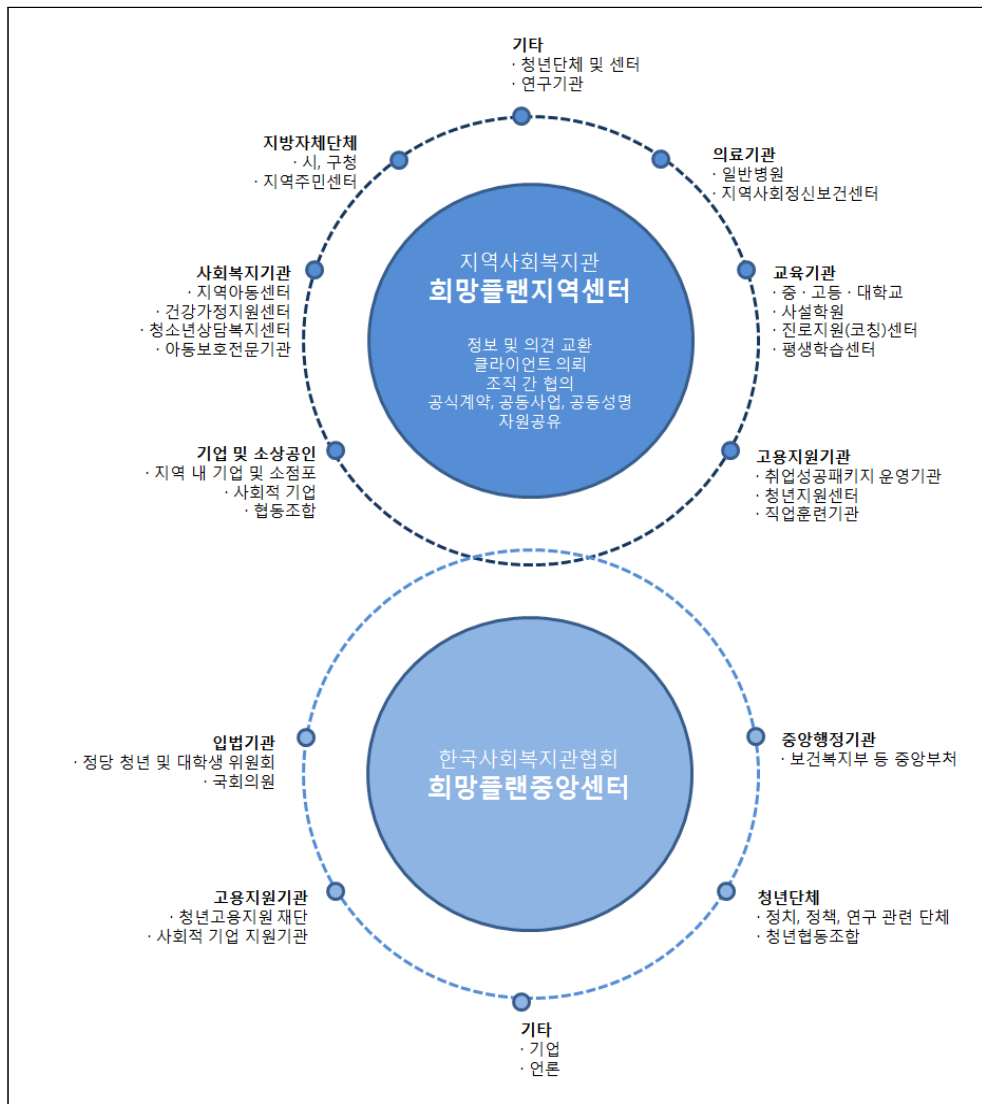 기타
· 청년단체 및 센터
· 연구기관
지방자체단체
· 시, 구청
· 지역주민센터
의료기관
· 일반병원
· 지역사회정신보건센터
사회복지기관
· 지역아동센터
· 건강가정지원센터
· 청소년상담복지센터
· 아동보호전문기관
지역사회복지관
희망플랜지역센터
정보 및 의견 교환
클라이언트 의뢰
조직 간 협의
공식계약, 공동사업, 공동성명
자원공유
교육기관
· 중 · 고등 · 대학교
· 사설학원
· 진로지원(코칭)센터
· 평생학습센터
기업 및 소상공인
· 지역 내 기업 및 소점포
· 사회적 기업
· 협동조합
고용지원기관
· 취업성공패키지 운영기관
· 청년지원센터
· 직업훈련기관
입법기관
· 정당 청년 및 대학생 위원회
· 국회의원
한국사회복지관협회
희망플랜중앙센터
중앙행정기관
· 보건복지부 등 중앙부처
고용지원기관
· 청년고용지원 재단
· 사회적 기업 지원기관
청년단체
· 정치, 정책, 연구 관련 단체
· 청년협동조합
기타
· 기업
· 언론